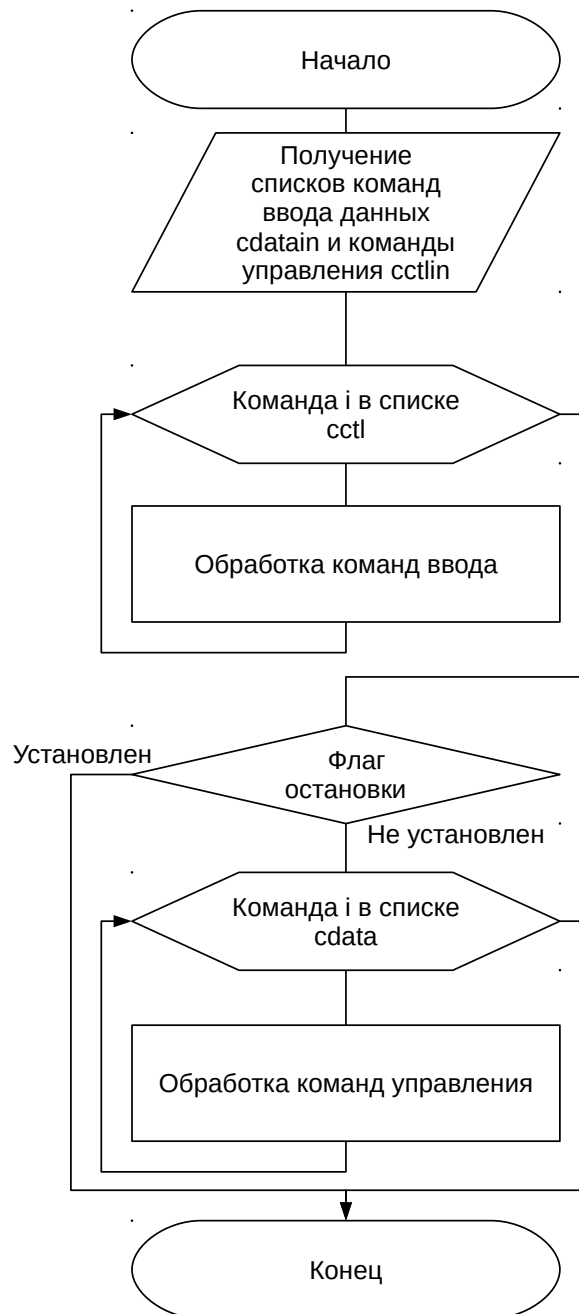 Начало
Получение
списков команд
ввода данных
cdatain и команды
управления cctlin
Команда i в списке
cctl
Обработка команд ввода
Установлен
Флаг
остановки
Не установлен
Команда i в списке
cdata
Обработка команд управления
Конец